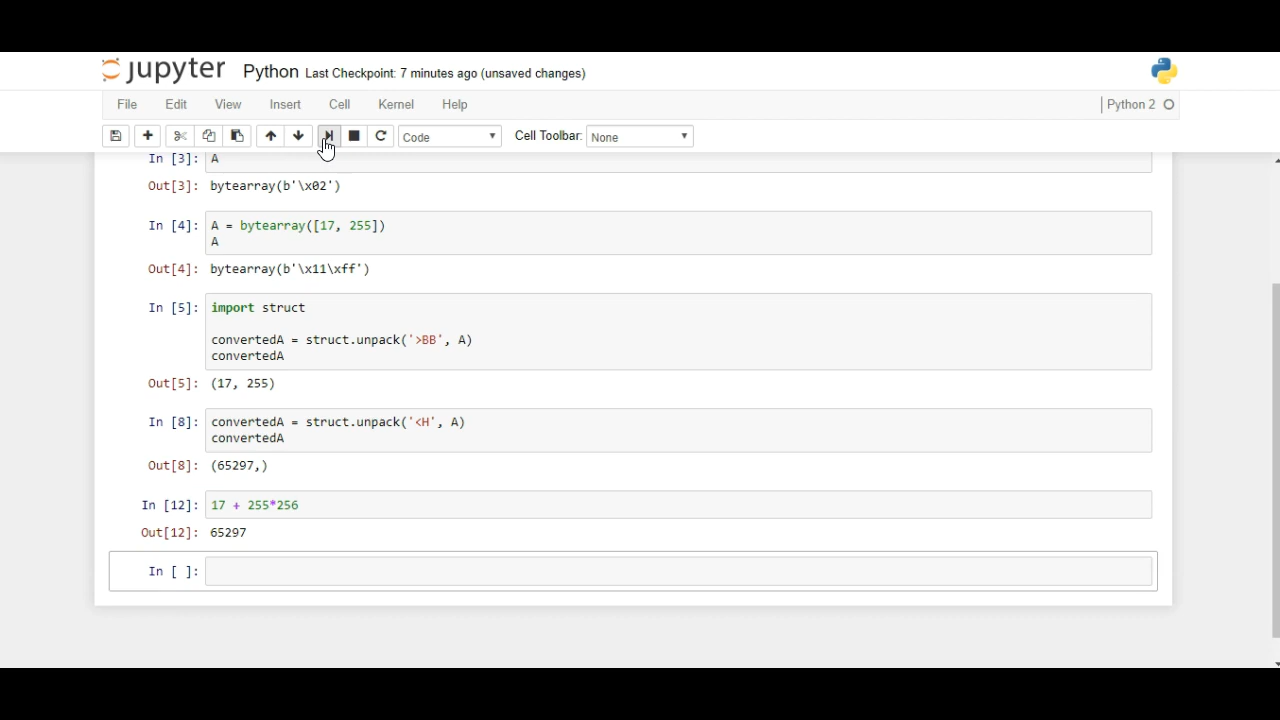 jupyter Python Last Checkpoint: 7 minutes ago (unsaved changes)
File Edit View Insert Cell Kernel Help Python 2
Code Cell Toolbar: None
In [3]: A
Out[3]: bytearray(b'\x02')
In [4]: A = bytearray([17, 255])
A
Out[4]: bytearray(b'\x11\xff')
In [5]: import struct
convertedA = struct.unpack('>BB', A)
convertedA
Out[5]: (17, 255)
In [8]: convertedA = struct.unpack('<H', A)
convertedA
Out[8]: (65297,)
In [12]: 17 + 255*256
Out[12]: 65297
In [ ]: